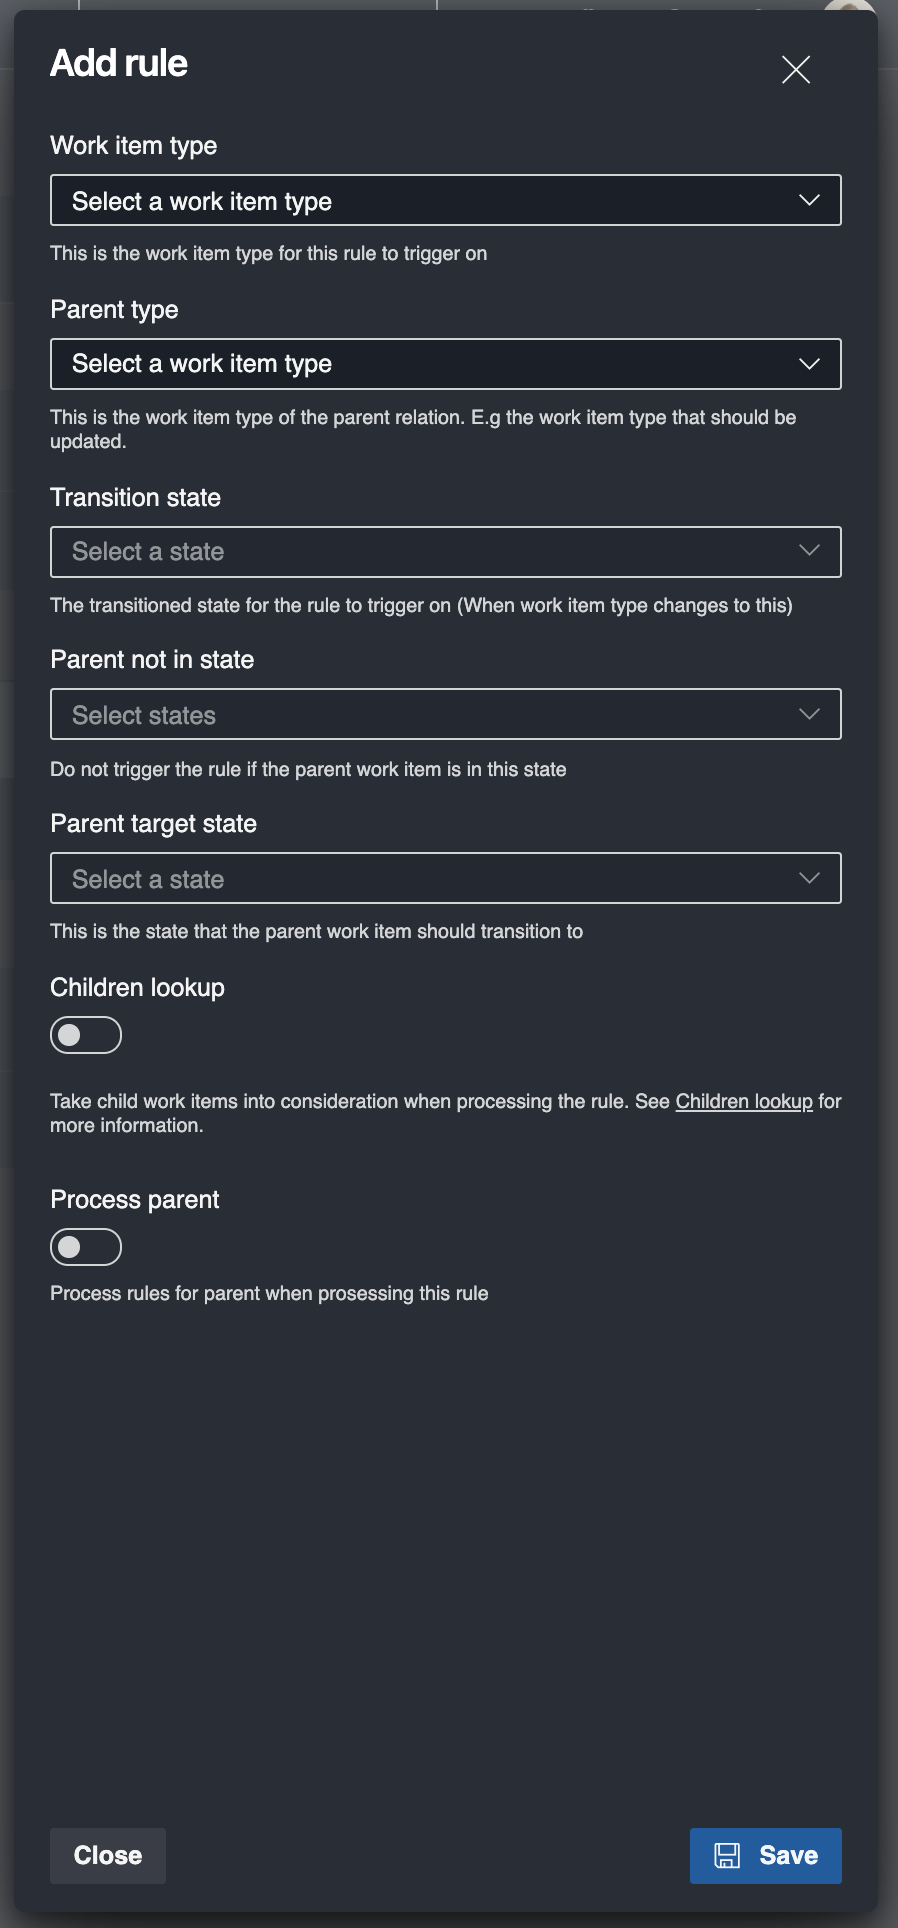 Add rule
Work item type
Select a work item type
This is the work item type for this rule to trigger on
Parent type
Select a work item type
This is the work item type of the parent relation. E.g the work item type that should be
updated.
Transition state
Select a state
The transitioned state for the rule to trigger on (When work item type changes to this)
Parent not in state
Select states
Do not trigger the rule if the parent work item is in this state
Parent target state
Select a state
This is the state that the parent work item should transition to
Children lookup
Take child work items into consideration when processing the rule. See Children lookup for
more information.
Process parent
Process rules for parent when prosessing this rule
Close
Save